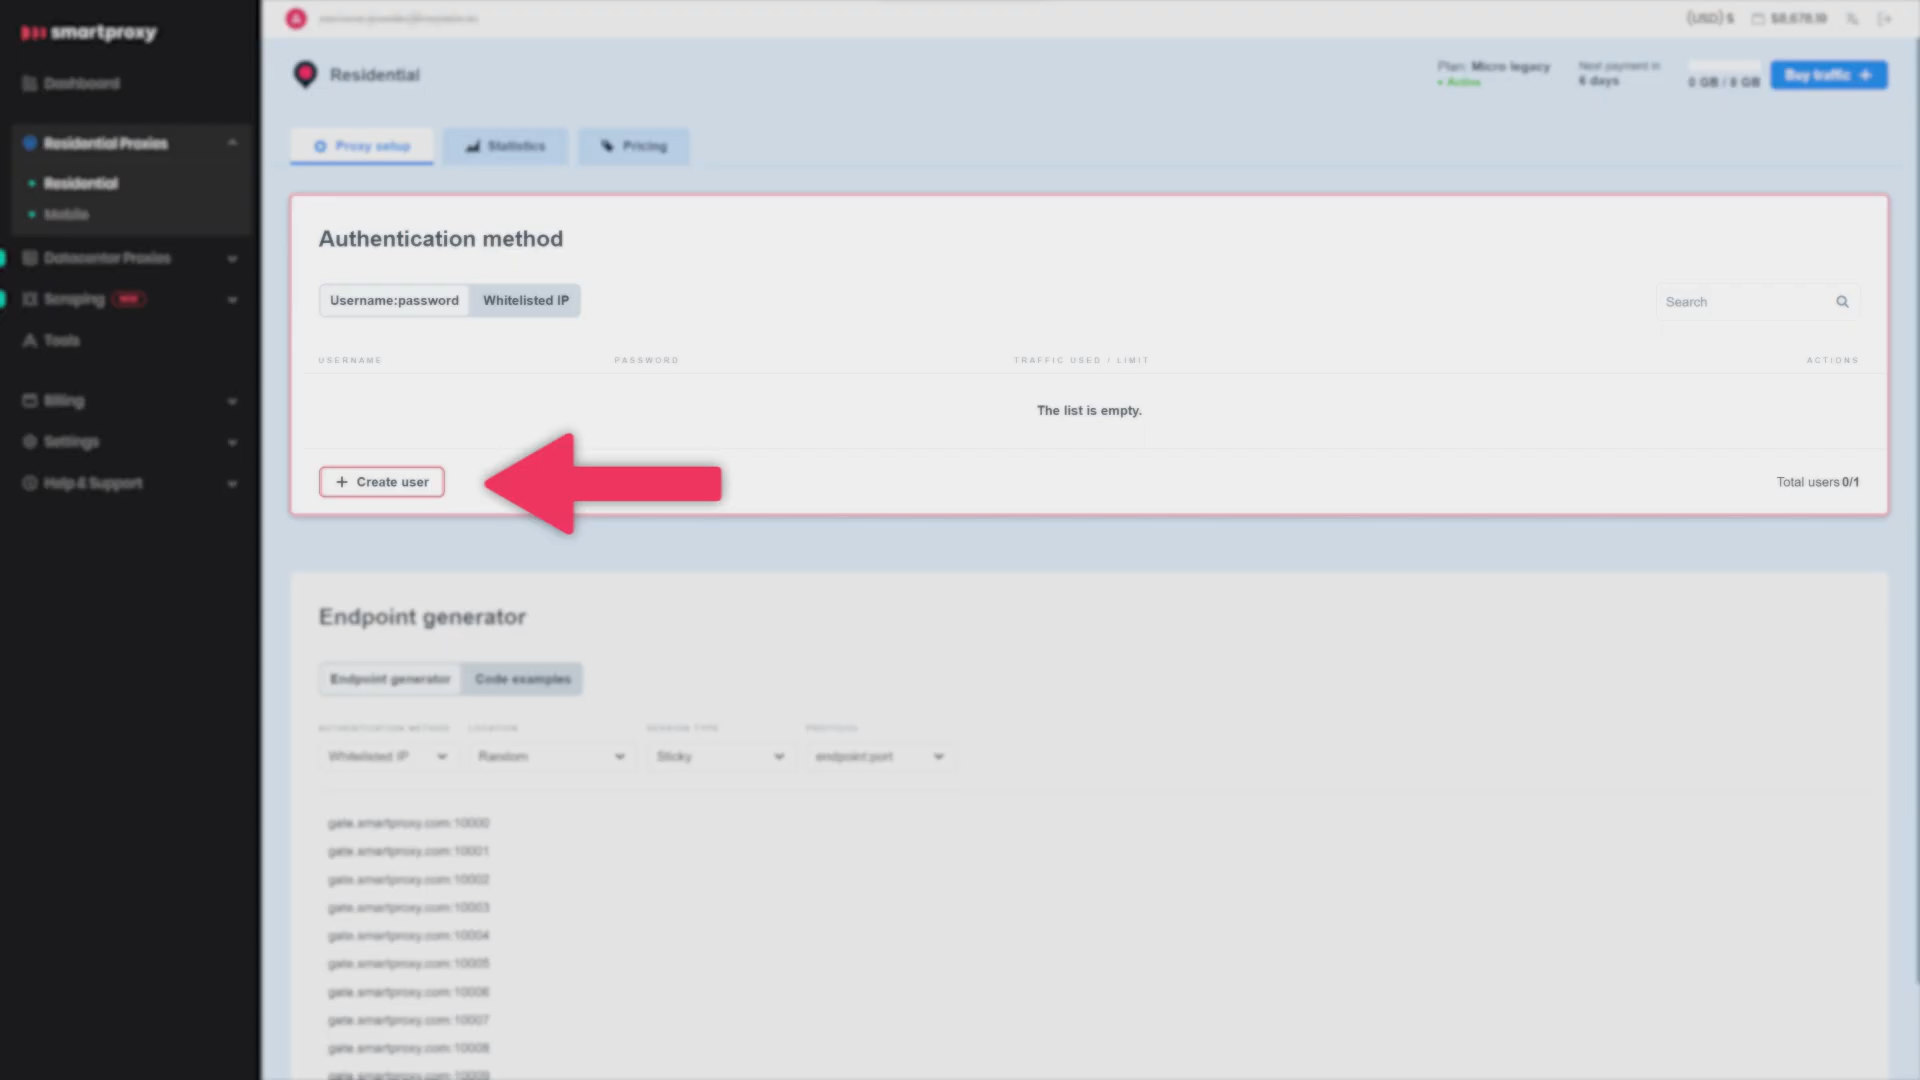 smartproxy
Dashboard
Residential Proxies
Residential
Mobile
Datacenter Proxies
Scraping
Tools
Billing
Settings
Help & Support
(USD) $
Residential
Plan: Micro legacy
Active
Next payment in
6 days
0 GB / 8 GB
Buy traffic +
Proxy setup
Statistics
Pricing
Authentication method
Username:password
Whitelisted IP
Search
USERNAME
PASSWORD
TRAFFIC USED / LIMIT
ACTIONS
The list is empty.
+ Create user
Total users 0/1
Endpoint generator
Endpoint generator
Code examples
AUTHENTICATION METHOD
LOCATION
SESSION TYPE
PROTOCOL
Whitelisted IP
Random
Sticky
endpoint:port
gate.smartproxy.com:10000
gate.smartproxy.com:10001
gate.smartproxy.com:10002
gate.smartproxy.com:10003
gate.smartproxy.com:10004
gate.smartproxy.com:10005
gate.smartproxy.com:10006
gate.smartproxy.com:10007
gate.smartproxy.com:10008
gate.smartproxy.com:10009